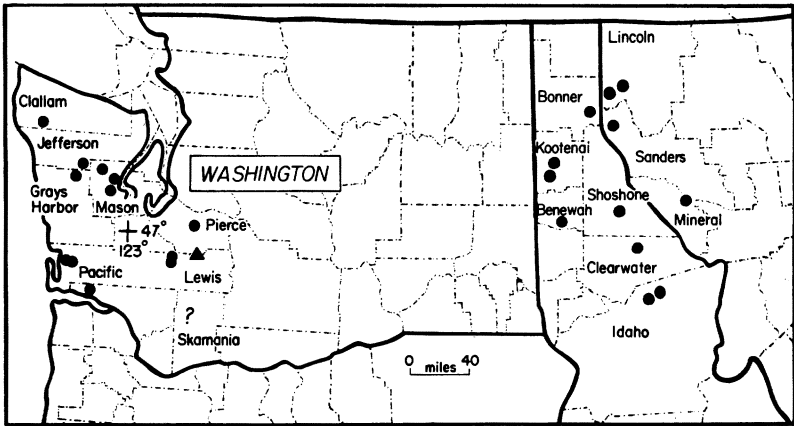 Lincoln
Clallam
Bonner
Jefferson
Kootenai
Sanders
WASHINGTON
Shoshone
Grays
Harbor
Mason
Benewah
Mineral
Pierce
47°
123°
Clearwater
Pacific
Lewis
?
Idaho
Skamania
0 40
miles